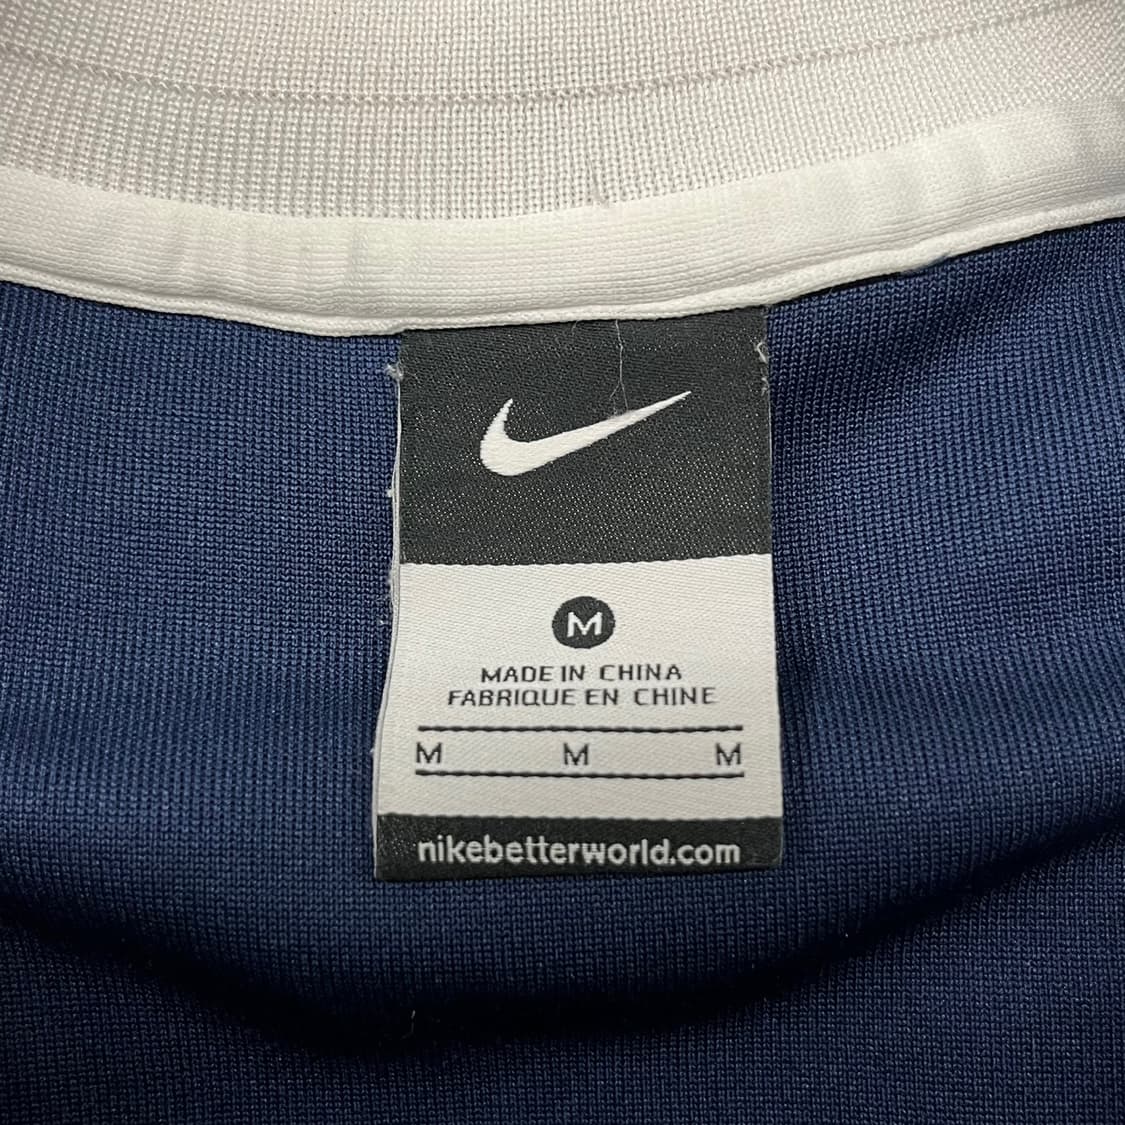 M
MADE IN CHINA
FABRIQUE EN CHINE
M M M
nikebetterworld.com